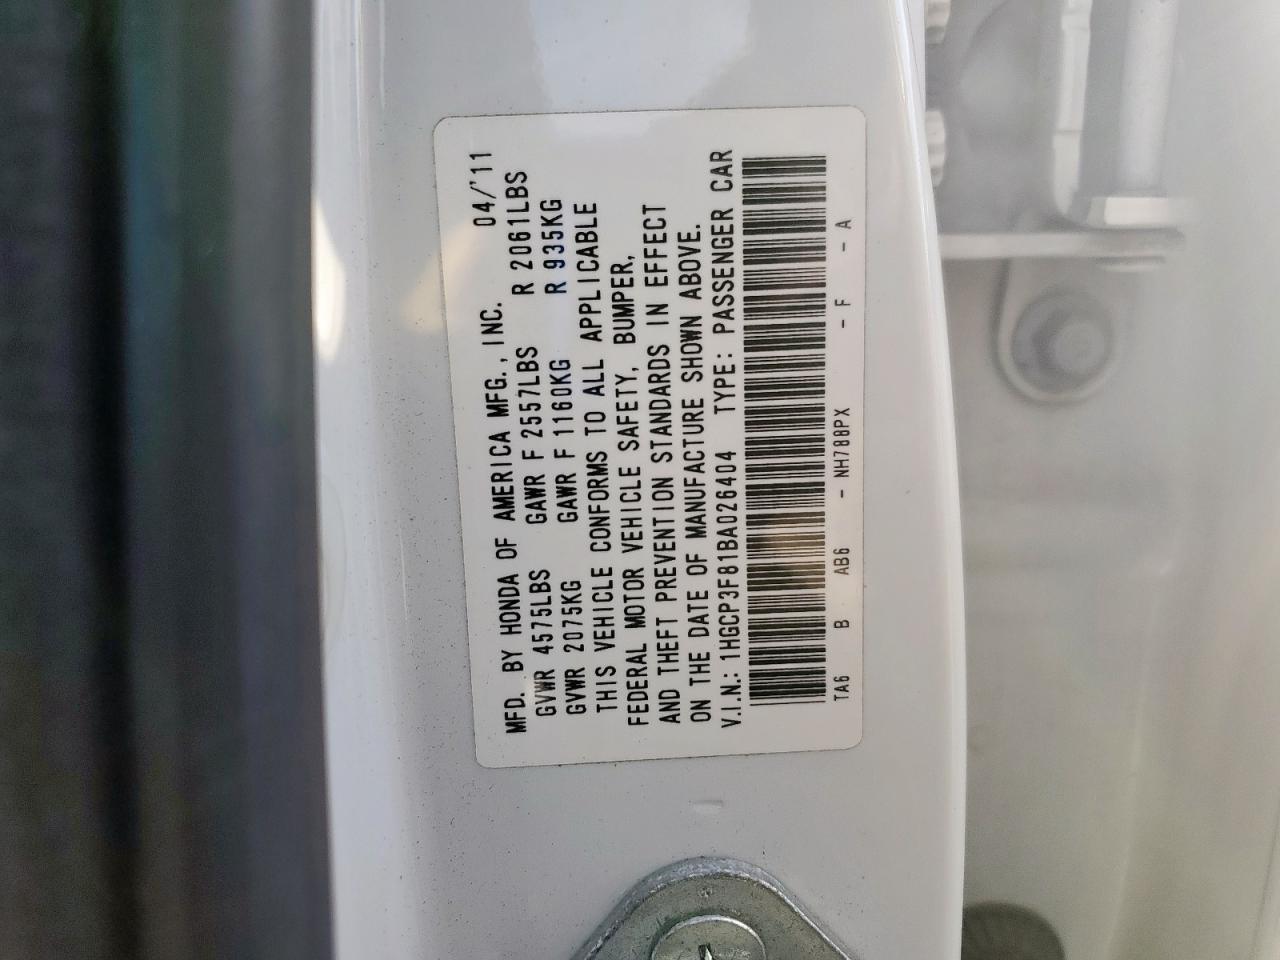 MFD. BY HONDA OF AMERICA MFG., INC. 04/'11
GVWR 4575LBS GAWR F 2557LBS R 2061LBS
GVWR 2075KG GAWR F 1160KG R 935KG
THIS VEHICLE CONFORMS TO ALL APPLICABLE
FEDERAL MOTOR VEHICLE SAFETY, BUMPER,
AND THEFT PREVENTION STANDARDS IN EFFECT
ON THE DATE OF MANUFACTURE SHOWN ABOVE.
V.I.N.: 1HGCP3F81BA026404 TYPE: PASSENGER CAR
TA6 B AB6 - NH788PX - F - A